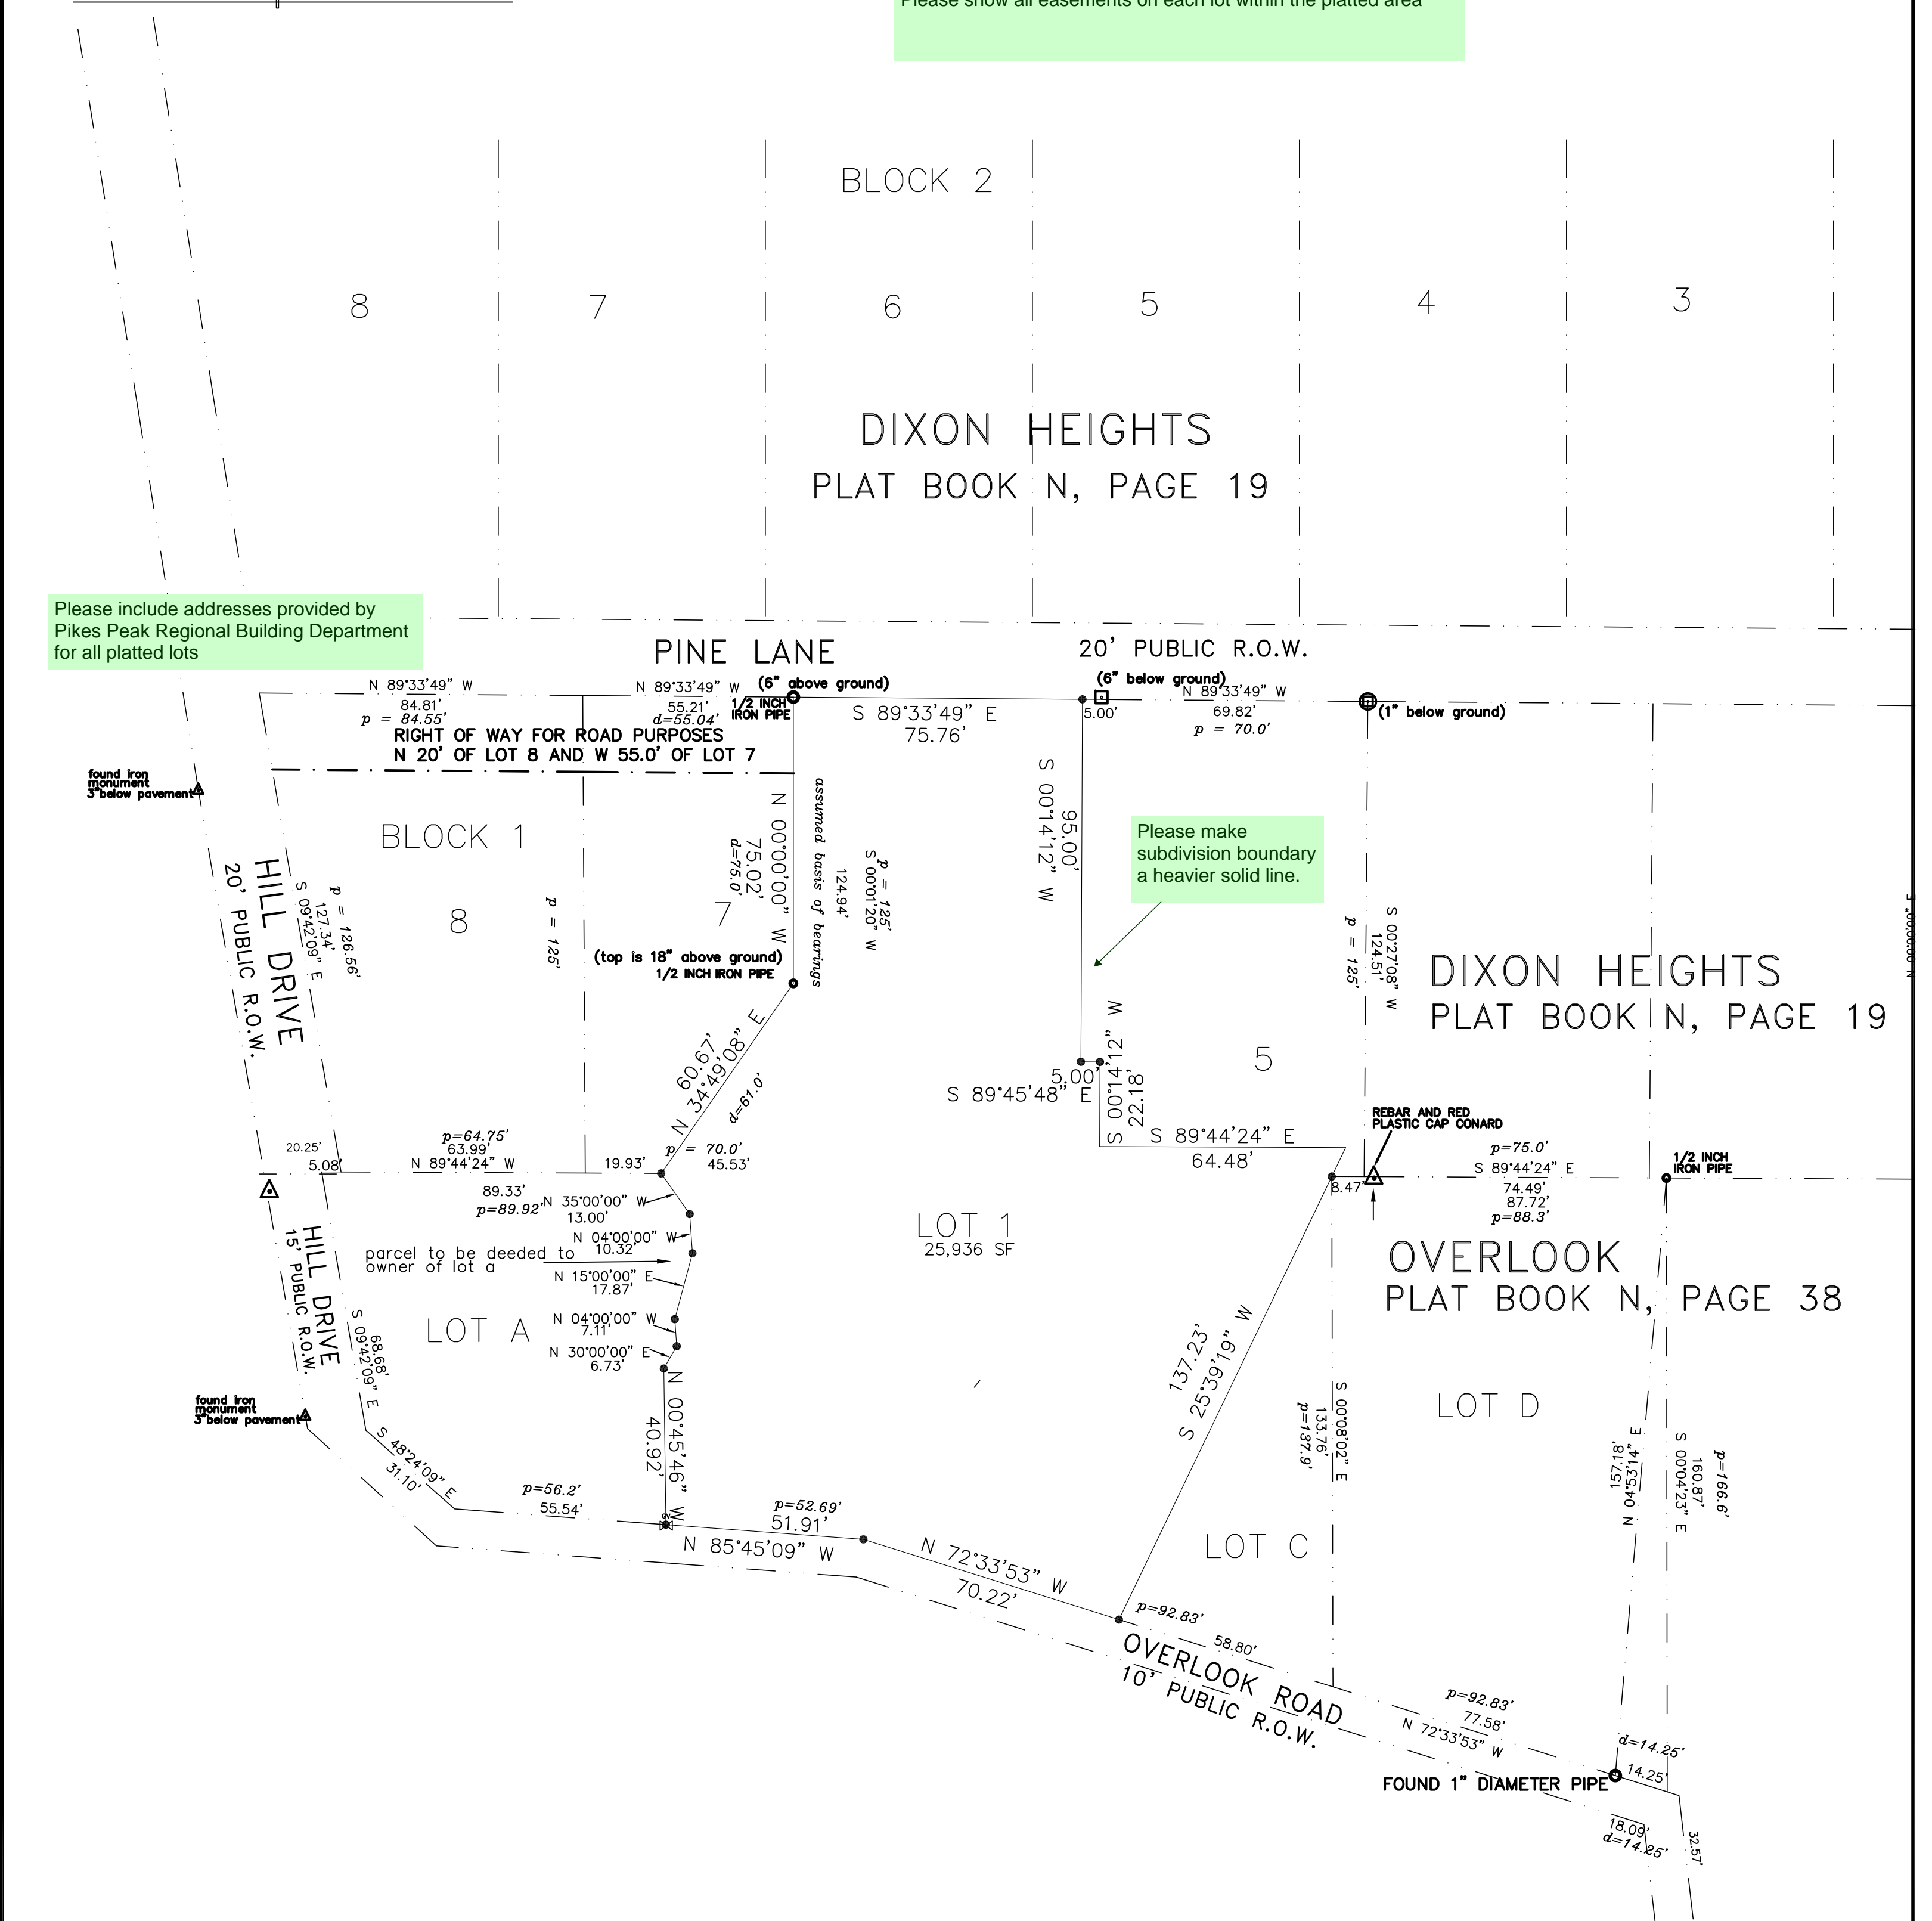 Please show all easements on each lot within the platted area
BLOCK 2
8
7
6
5
4
3
DIXON HEIGHTS
PLAT BOOK N, PAGE 19
Please include addresses provided by
Pikes Peak Regional Building Department
for all platted lots
PINE LANE
20' PUBLIC R.O.W.
N 89°33'49" W
84.81'
p = 84.55'
N 89°33'49" W
55.21'
d=55.04'
(6" above ground)
1/2 INCH
IRON PIPE
S 89°33'49" E
75.76'
(6" below ground)
5.00'
N 89°33'49" W
69.82'
p = 70.0'
(1" below ground)
RIGHT OF WAY FOR ROAD PURPOSES
N 20' OF LOT 8 AND W 55.0' OF LOT 7
found iron
monument
3"below pavement
BLOCK 1
8
7
HILL DRIVE
20' PUBLIC R.O.W.
S 09°42'09" E
127.34'
p = 126.56'
p = 125'
N 00°00'00" W
75.02'
d=75.0'
assumed basis of bearings
p = 125'
S 00°01'20" W
124.94'
S 00°14'12" W
95.00'
Please make
subdivision boundary
a heavier solid line.
S 00°27'08" W
124.51'
p = 125'
DIXON HEIGHTS
PLAT BOOK N, PAGE 19
N 00°00'00" E
(top is 18" above ground)
1/2 INCH IRON PIPE
60.67'
N 34°49'08" E
d=61.0'
5
5.00'
S 89°45'48" E
S 00°14'12" W
22.18'
S 89°44'24" E
64.48'
REBAR AND RED
PLASTIC CAP CONARD
p=75.0'
S 89°44'24" E
74.49'
87.72'
p=88.3'
8.47'
1/2 INCH
IRON PIPE
20.25'
5.08'
p=64.75'
63.99'
N 89°44'24" W
19.93'
p = 70.0'
45.53'
89.33'
p=89.92'
N 35°00'00" W
13.00'
N 04°00'00" W
10.32'
parcel to be deeded to
owner of lot a
N 15°00'00" E
17.87'
N 04°00'00" W
7.11'
N 30°00'00" E
6.73'
LOT 1
25,936 SF
OVERLOOK
PLAT BOOK N, PAGE 38
HILL DRIVE
15' PUBLIC R.O.W.
68.68'
S 09°42'09" E
LOT A
found iron
monument
3"below pavement
S 48°24'09" E
31.10'
N 00°45'46" W
40.92'
137.23'
S 25°39'19" W
S 00°08'02" E
133.76'
p=137.9'
LOT D
157.18'
N 04°53'14" E
S 00°04'23" E
160.87'
p=166.6'
p=56.2'
55.54'
p=52.69'
51.91'
N 85°45'09" W
LOT C
N 72°33'53" W
70.22'
p=92.83'
58.80'
OVERLOOK ROAD
10' PUBLIC R.O.W.
p=92.83'
77.58'
N 72°33'53" W
d=14.25'
14.25'
FOUND 1" DIAMETER PIPE
18.09'
d=14.25'
32.57'